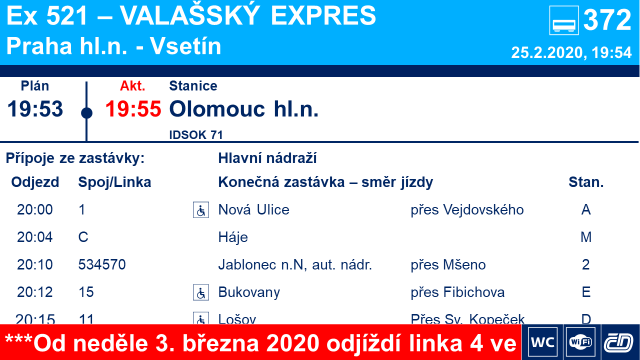 Ex 521 – VALAŠSKÝ EXPRES
372
Praha hl.n. - Vsetín
25.2.2020, 19:54
Plán Akt. Stanice
19:53 19:55 Olomouc hl.n.
IDSOK 71
Přípoje ze zastávky: Hlavní nádraží
Odjezd Spoj/Linka Konečná zastávka – směr jízdy Stan.
20:00 1 Nová Ulice přes Vejdovského A
20:04 C Háje M
20:10 534570 Jablonec n.N, aut. nádr. přes Mšeno 2
20:12 15 Bukovany přes Fibichova E
20:15 11 Lošov Přes Sv. Kopeček D
***Od neděle 3. března 2020 odjíždí linka 4 ve
WC WiFi ČD